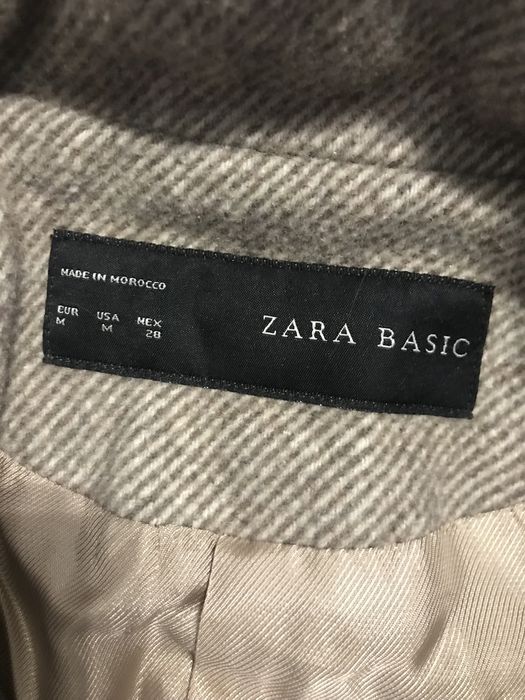 MADE IN MOROCCO
EUR USA MEX
M M 28
ZARA BASIC